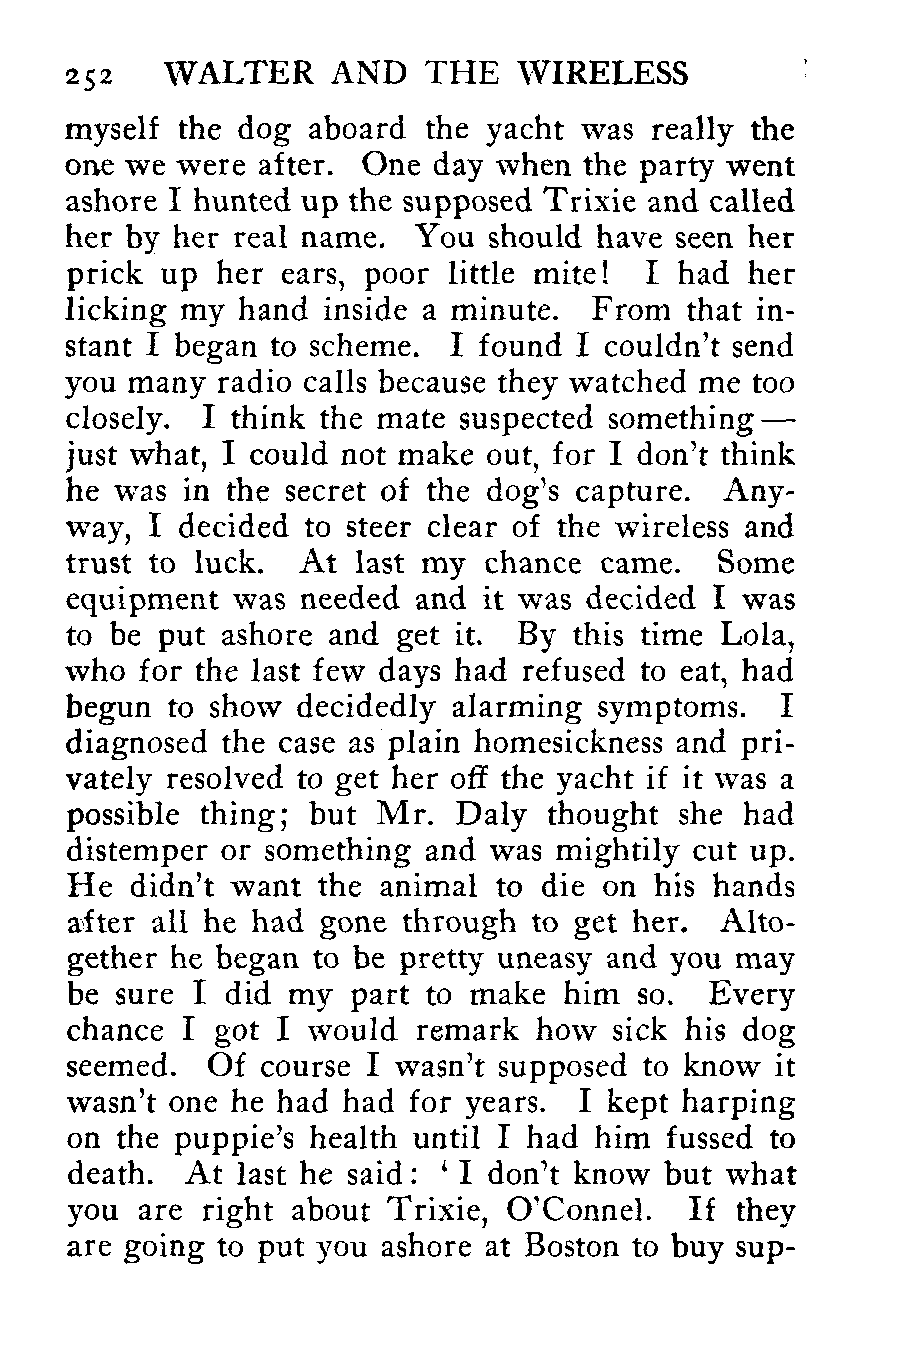 252 WALTER AND THE WIRELESS
myself the dog aboard the yacht was really the
one we were after. One day when the party went
ashore I hunted up the supposed Trixie and called
her by her real name. You should have seen her
prick up her ears, poor little mite! I had her
licking my hand inside a minute. From that in-
stant I began to scheme. I found I couldn't send
you many radio calls because they watched me too
closely. I think the mate suspected something—
just what, I could not make out, for I don't think
he was in the secret of the dog's capture. Any-
way, I decided to steer clear of the wireless and
trust to luck. At last my chance came. Some
equipment was needed and it was decided I was
to be put ashore and get it. By this time Lola,
who for the last few days had refused to eat, had
begun to show decidedly alarming symptoms. I
diagnosed the case as plain homesickness and pri-
vately resolved to get her off the yacht if it was a
possible thing; but Mr. Daly thought she had
distemper or something and was mightily cut up.
He didn't want the animal to die on his hands
after all he had gone through to get her. Alto-
gether he began to be pretty uneasy and you may
be sure I did my part to make him so. Every
chance I got I would remark how sick his dog
seemed. Of course I wasn't supposed to know it
wasn't one he had had for years. I kept harping
on the puppie's health until I had him fussed to
death. At last he said: ‘I don't know but what
you are right about Trixie, O'Connel. If they
are going to put you ashore at Boston to buy sup-